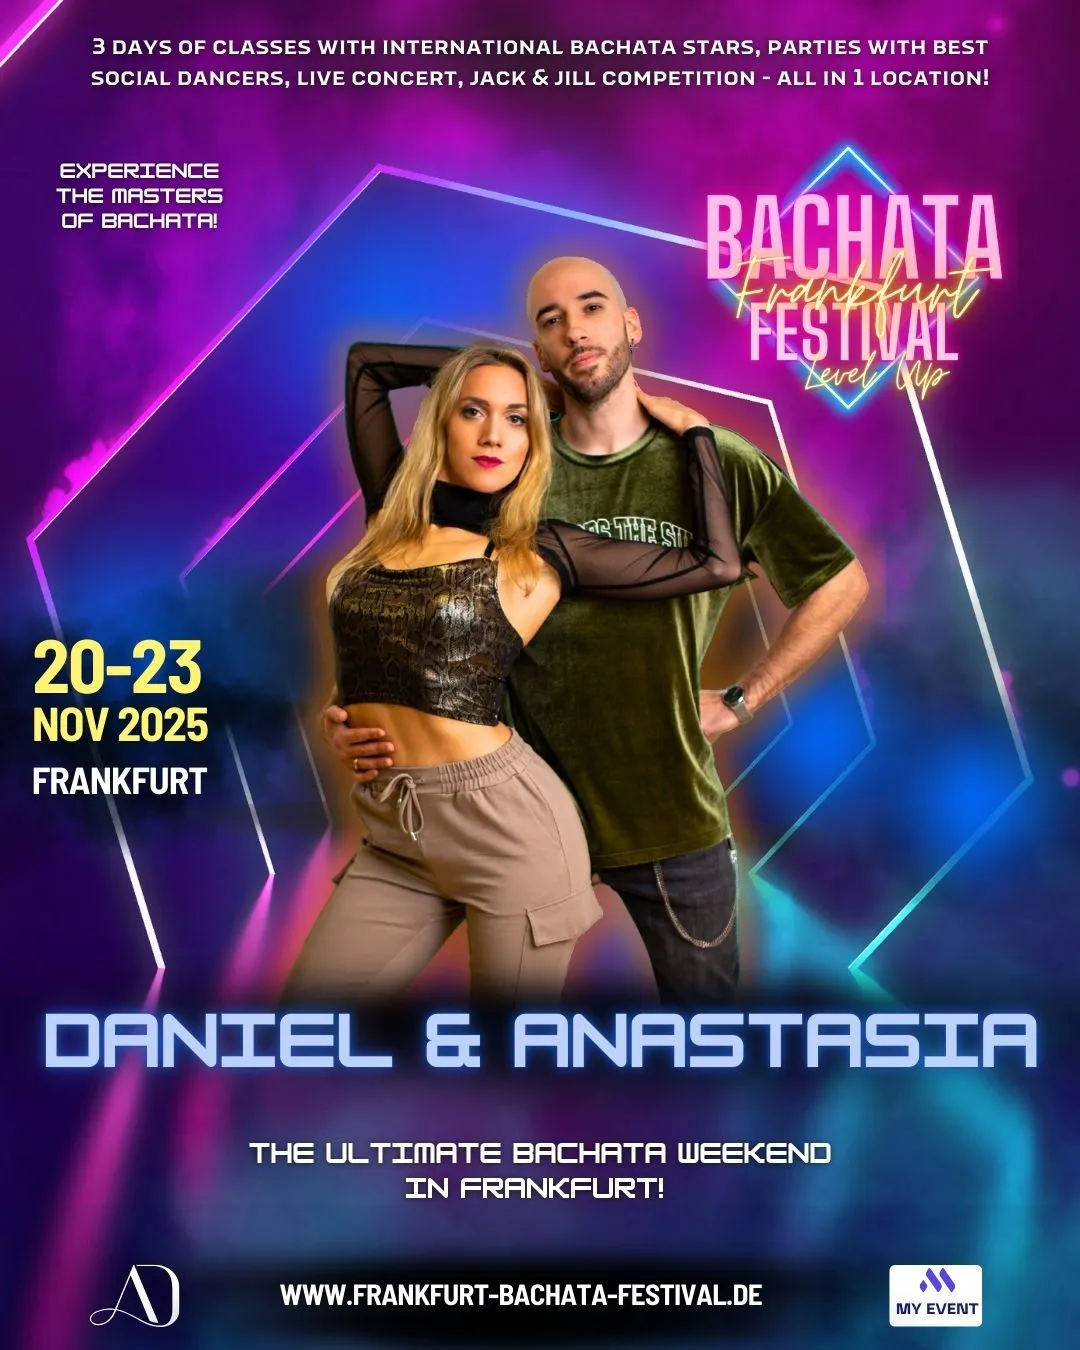 3 DAYS OF CLASSES WITH INTERNATIONAL BACHATA STARS, PARTIES WITH BEST
SOCIAL DANCERS, LIVE CONCERT, JACK & JILL COMPETITION - ALL IN 1 LOCATION!
EXPERIENCE
THE MASTERS
OF BACHATA!
BACHATA
Frankfurt
FESTIVAL
Level Up
THE SU
20-23
NOV 2025
FRANKFURT
DANIEL & ANASTASIA
THE ULTIMATE BACHATA WEEKEND
IN FRANKFURT!
AD
WWW.FRANKFURT-BACHATA-FESTIVAL.DE
MY EVENT